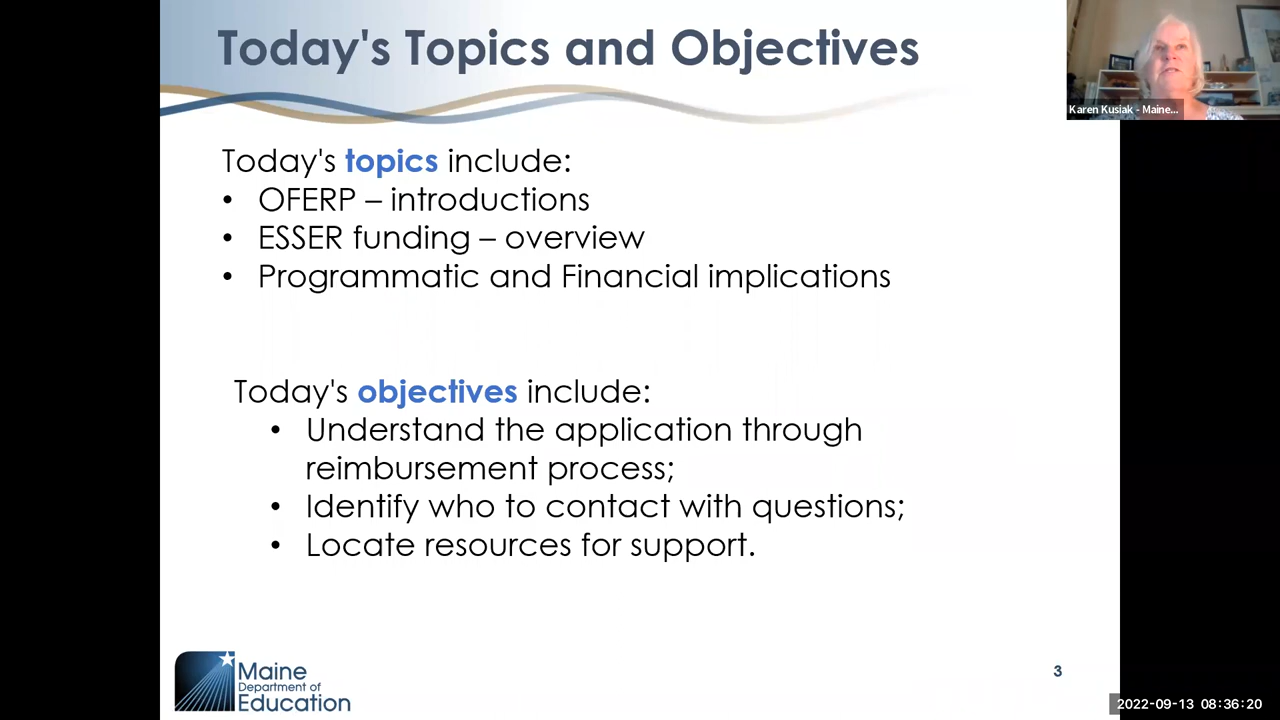 Today's Topics and Objectives
Karen Kusiak - Maine...
Today's topics include:
• OFERP – introductions
• ESSER funding – overview
• Programmatic and Financial implications
Today's objectives include:
• Understand the application through
reimbursement process;
• Identify who to contact with questions;
• Locate resources for support.
Maine
Department of
Education
3
2022-09-13 08:36:20